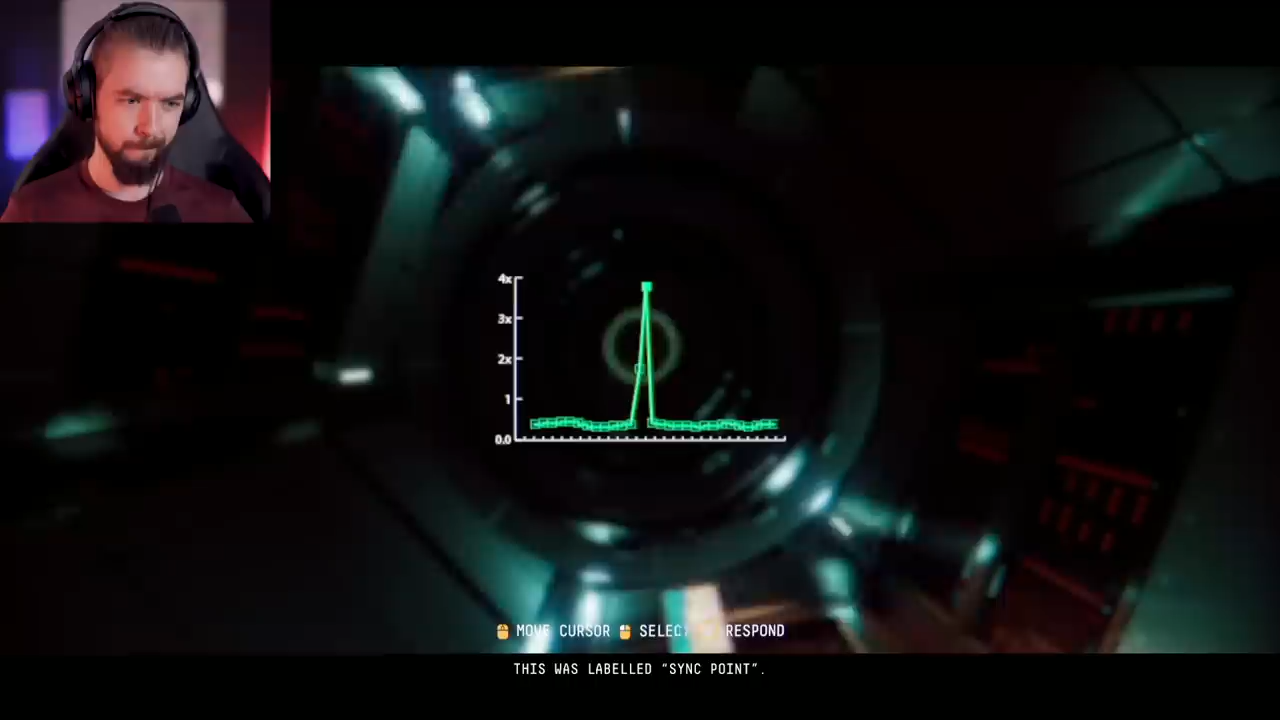 4x
3x
2x
1
0.0
MOVE CURSOR SELECT RESPOND
THIS WAS LABELLED “SYNC POINT”.